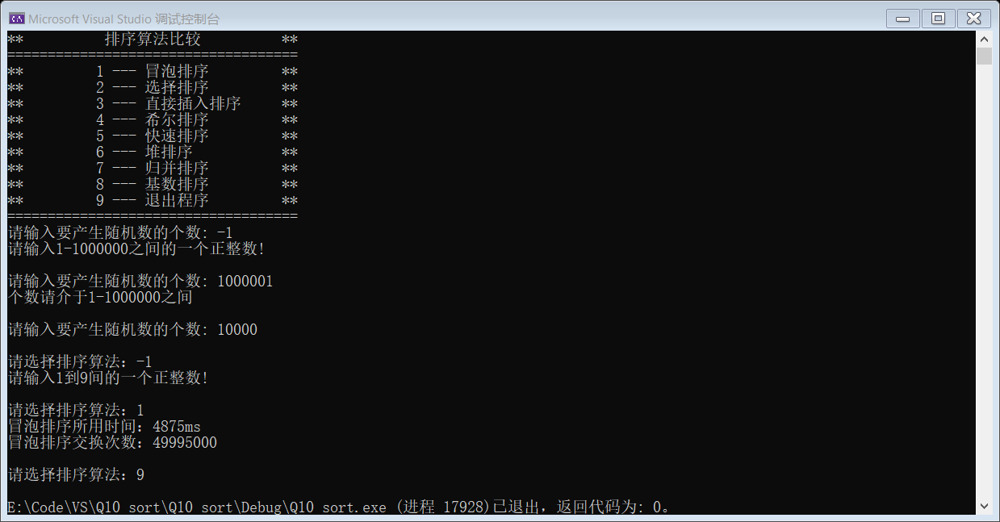 Microsoft Visual Studio 调试控制台
** 排序算法比较 **
====================================
** 1 --- 冒泡排序 **
** 2 --- 选择排序 **
** 3 --- 直接插入排序 **
** 4 --- 希尔排序 **
** 5 --- 快速排序 **
** 6 --- 堆排序 **
** 7 --- 归并排序 **
** 8 --- 基数排序 **
** 9 --- 退出程序 **
====================================
请输入要产生随机数的个数: -1
请输入1-1000000之间的一个正整数!
请输入要产生随机数的个数: 1000001
个数请介于1-1000000之间
请输入要产生随机数的个数: 10000
请选择排序算法: -1
请输入1到9间的一个正整数!
请选择排序算法: 1
冒泡排序所用时间: 4875ms
冒泡排序交换次数: 49995000
请选择排序算法: 9
E:\Code\VS\Q10 sort\Q10 sort\Debug\Q10 sort.exe (进程 17928)已退出，返回代码为: 0。